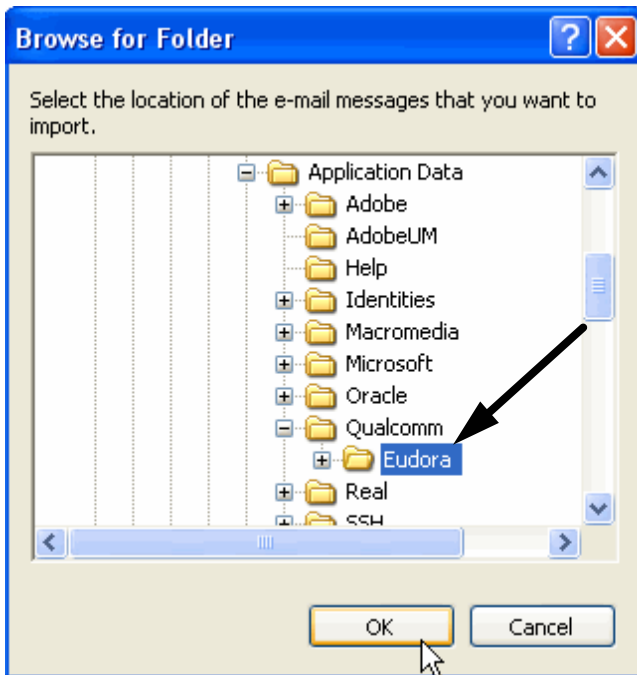 Browse for Folder
Select the location of the e-mail messages that you want to
import.
Application Data
Adobe
AdobeUM
Help
Identities
Macromedia
Microsoft
Oracle
Qualcomm
Eudora
Real
SSH
OK
Cancel